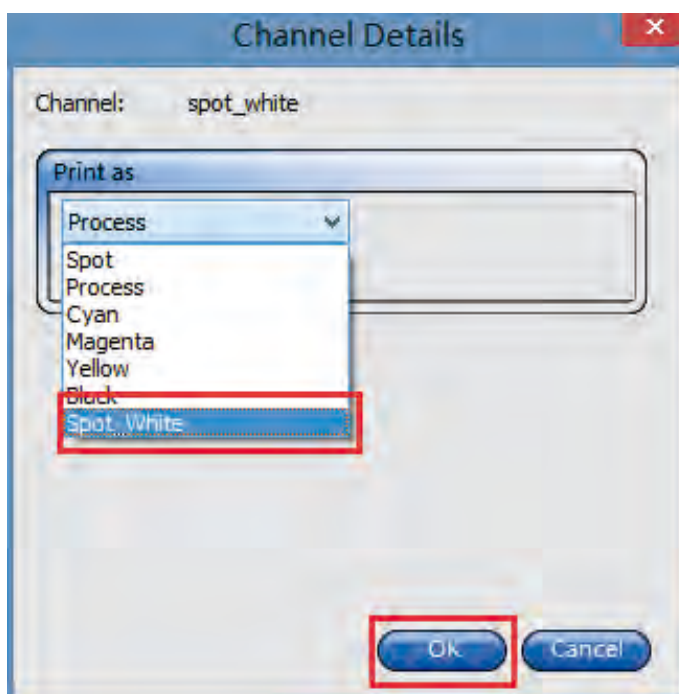 Channel Details
Channel: spot_white
Print as
Process
Spot
Process
Cyan
Magenta
Yellow
Black
Spot_White
Ok
Cancel